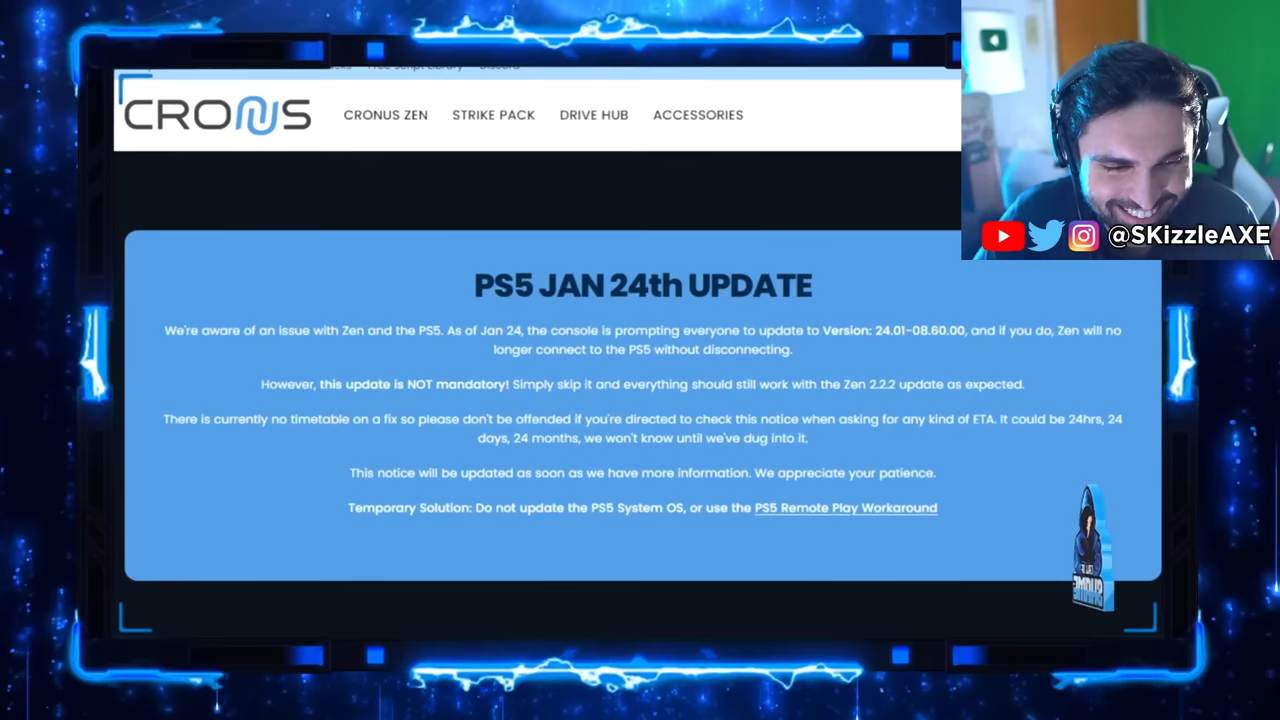 Free Script Library Discord
CRONUS
CRONUS ZEN STRIKE PACK DRIVE HUB ACCESSORIES
@SKizzleAXE
PS5 JAN 24th UPDATE
We're aware of an issue with Zen and the PS5. As of Jan 24, the console is prompting everyone to update to Version: 24.01-08.60.00, and if you do, Zen will no
longer connect to the PS5 without disconnecting.
However, this update is NOT mandatory! Simply skip it and everything should still work with the Zen 2.2.2 update as expected.
There is currently no timetable on a fix so please don't be offended if you're directed to check this notice when asking for any kind of ETA. It could be 24hrs, 24
days, 24 months, we won't know until we've dug into it.
This notice will be updated as soon as we have more information. We appreciate your patience.
Temporary Solution: Do not update the PS5 System OS, or use the PS5 Remote Play Workaround